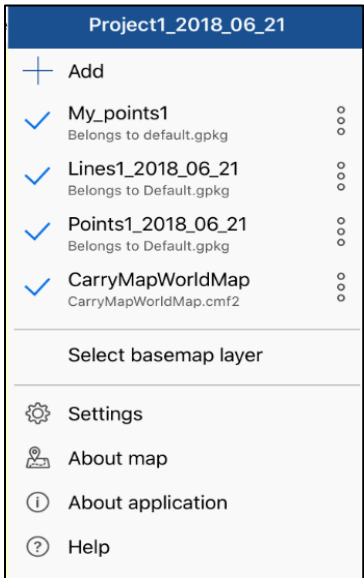 Project1_2018_06_21
Add
My_points1
Belongs to default.gpkg
Lines1_2018_06_21
Belongs to Default.gpkg
Points1_2018_06_21
Belongs to Default.gpkg
CarryMapWorldMap
CarryMapWorldMap.cmf2
Select basemap layer
Settings
About map
About application
Help